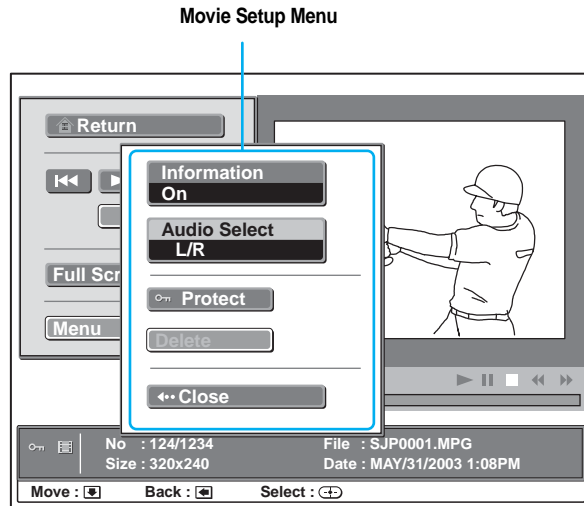 Movie Setup Menu
Return
Information
On
Audio Select
L/R
Full Scr
Protect
Menu
Delete
Close
No : 124/1234
File : SJP0001.MPG
Size : 320x240
Date : MAY/31/2003 1:08PM
Move :
Back :
Select :